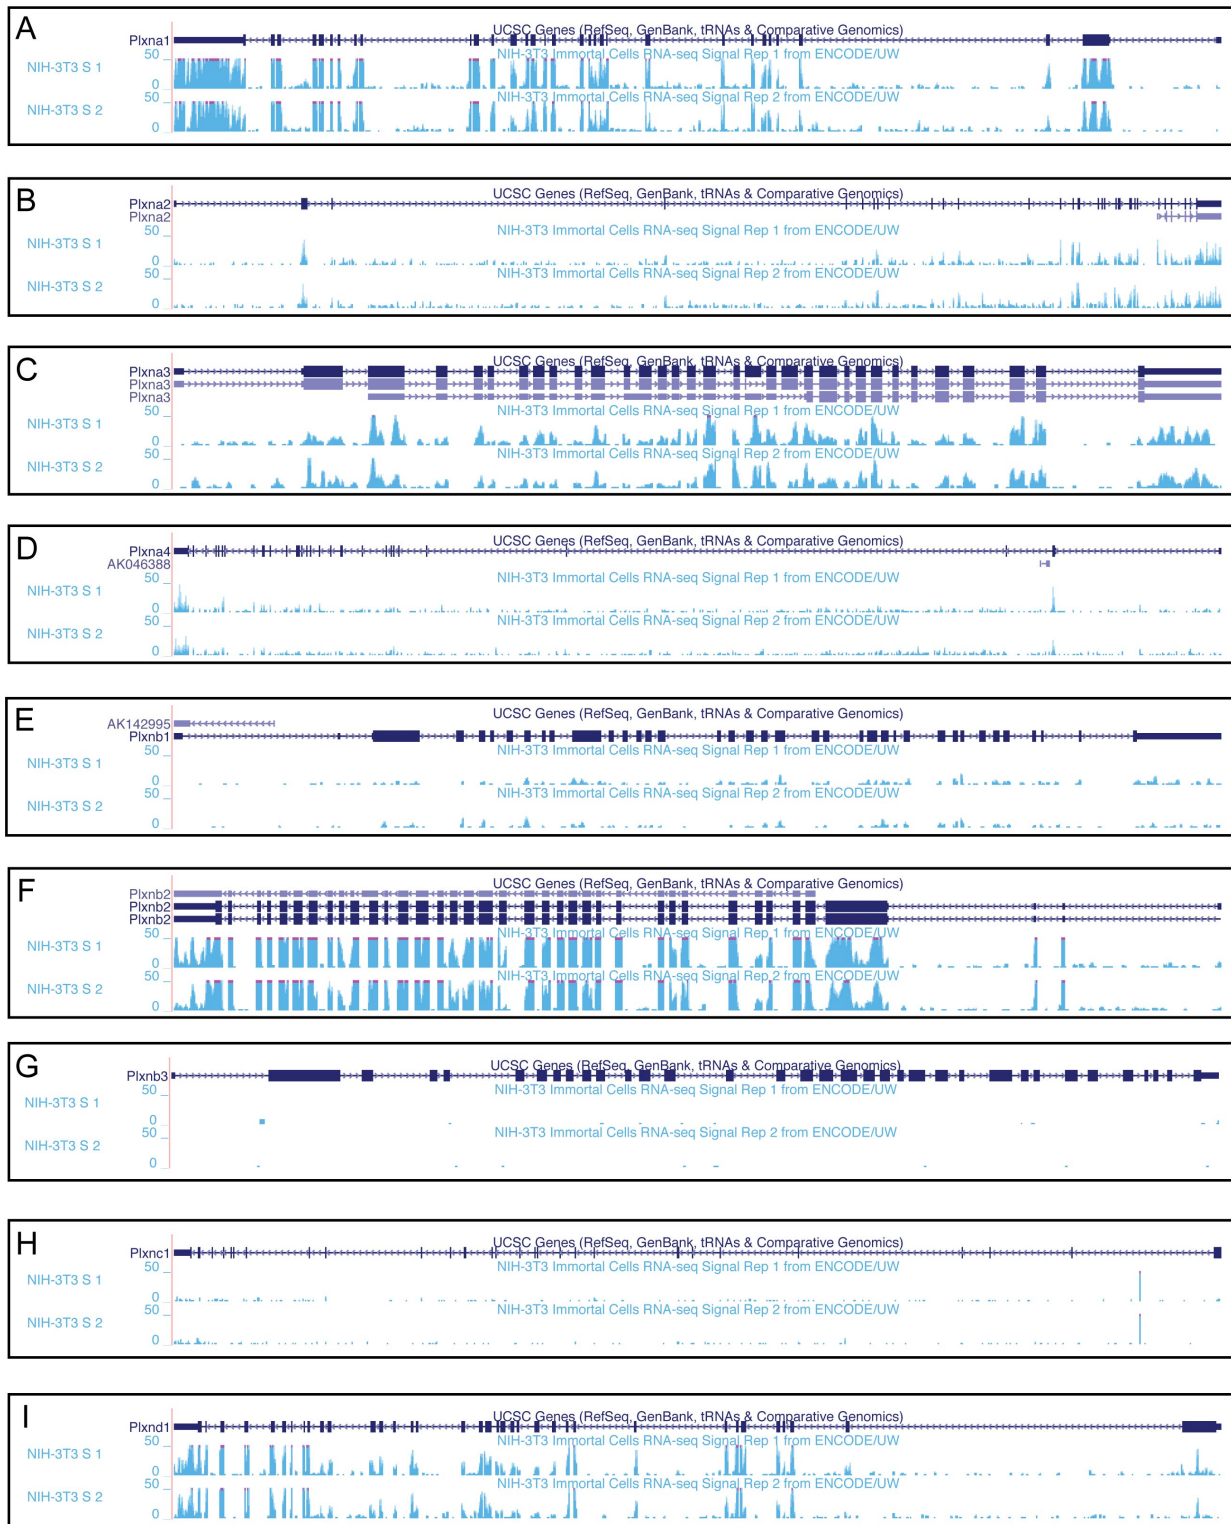 A
UCSC Genes (RefSeq, GenBank, tRNAs & Comparative Genomics)
Plxna1
NIH-3T3 Immortal Cells RNA-seq Signal Rep 1 from ENCODE/UW
50
NIH-3T3 S 1
0
NIH-3T3 Immortal Cells RNA-seq Signal Rep 2 from ENCODE/UW
50
NIH-3T3 S 2
0
B
UCSC Genes (RefSeq, GenBank, tRNAs & Comparative Genomics)
Plxna2
Plxna2
NIH-3T3 Immortal Cells RNA-seq Signal Rep 1 from ENCODE/UW
50
NIH-3T3 S 1
0
NIH-3T3 Immortal Cells RNA-seq Signal Rep 2 from ENCODE/UW
50
NIH-3T3 S 2
0
C
UCSC Genes (RefSeq, GenBank, tRNAs & Comparative Genomics)
Plxna3
Plxna3
Plxna3
NIH-3T3 Immortal Cells RNA-seq Signal Rep 1 from ENCODE/UW
50
NIH-3T3 S 1
0
NIH-3T3 Immortal Cells RNA-seq Signal Rep 2 from ENCODE/UW
50
NIH-3T3 S 2
0
D
UCSC Genes (RefSeq, GenBank, tRNAs & Comparative Genomics)
Plxna4
AK046388
NIH-3T3 Immortal Cells RNA-seq Signal Rep 1 from ENCODE/UW
50
NIH-3T3 S 1
0
NIH-3T3 Immortal Cells RNA-seq Signal Rep 2 from ENCODE/UW
50
NIH-3T3 S 2
0
E
UCSC Genes (RefSeq, GenBank, tRNAs & Comparative Genomics)
AK142995
Plxnb1
NIH-3T3 Immortal Cells RNA-seq Signal Rep 1 from ENCODE/UW
50
NIH-3T3 S 1
0
NIH-3T3 Immortal Cells RNA-seq Signal Rep 2 from ENCODE/UW
50
NIH-3T3 S 2
0
F
UCSC Genes (RefSeq, GenBank, tRNAs & Comparative Genomics)
Plxnb2
Plxnb2
Plxnb2
NIH-3T3 Immortal Cells RNA-seq Signal Rep 1 from ENCODE/UW
50
NIH-3T3 S 1
0
NIH-3T3 Immortal Cells RNA-seq Signal Rep 2 from ENCODE/UW
50
NIH-3T3 S 2
0
G
UCSC Genes (RefSeq, GenBank, tRNAs & Comparative Genomics)
Plxnb3
NIH-3T3 Immortal Cells RNA-seq Signal Rep 1 from ENCODE/UW
50
NIH-3T3 S 1
0
NIH-3T3 Immortal Cells RNA-seq Signal Rep 2 from ENCODE/UW
50
NIH-3T3 S 2
0
H
UCSC Genes (RefSeq, GenBank, tRNAs & Comparative Genomics)
Plxnc1
NIH-3T3 Immortal Cells RNA-seq Signal Rep 1 from ENCODE/UW
50
NIH-3T3 S 1
0
NIH-3T3 Immortal Cells RNA-seq Signal Rep 2 from ENCODE/UW
50
NIH-3T3 S 2
0
I
UCSC Genes (RefSeq, GenBank, tRNAs & Comparative Genomics)
Plxnd1
NIH-3T3 Immortal Cells RNA-seq Signal Rep 1 from ENCODE/UW
50
NIH-3T3 S 1
0
NIH-3T3 Immortal Cells RNA-seq Signal Rep 2 from ENCODE/UW
50
NIH-3T3 S 2
0